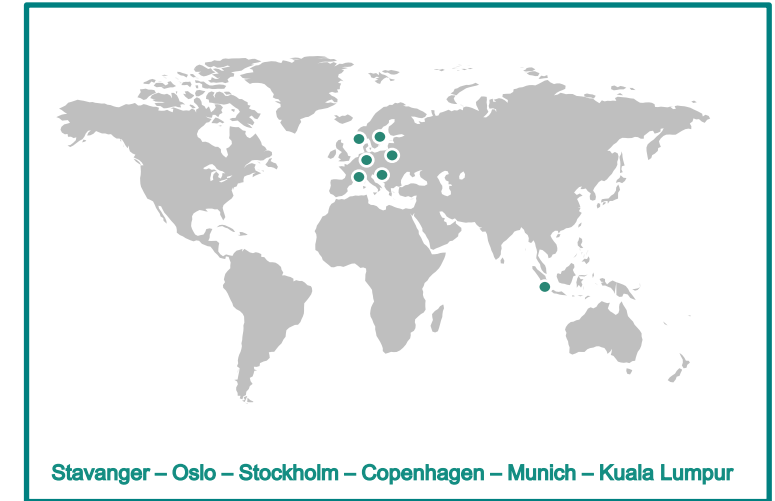 Stavanger – Oslo – Stockholm – Copenhagen – Munich – Kuala Lumpur